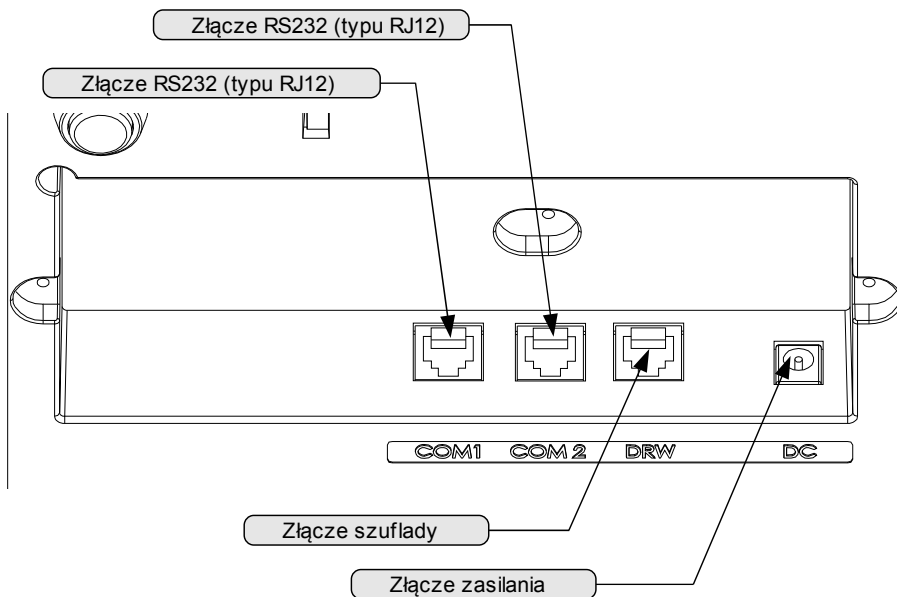 Złącze RS232 (typu RJ12)
Złącze RS232 (typu RJ12)
COM1 COM 2 DRW DC
Złącze szuflady
Złącze zasilania